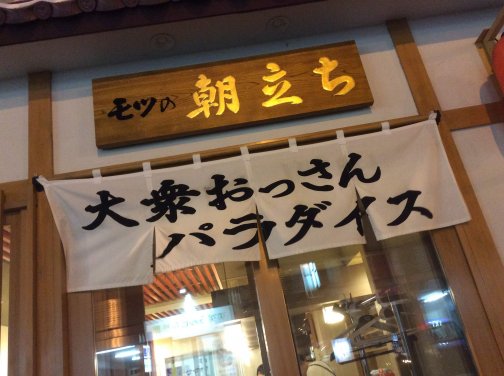 モツの 朝立ち
大衆おっさん
パラダイス